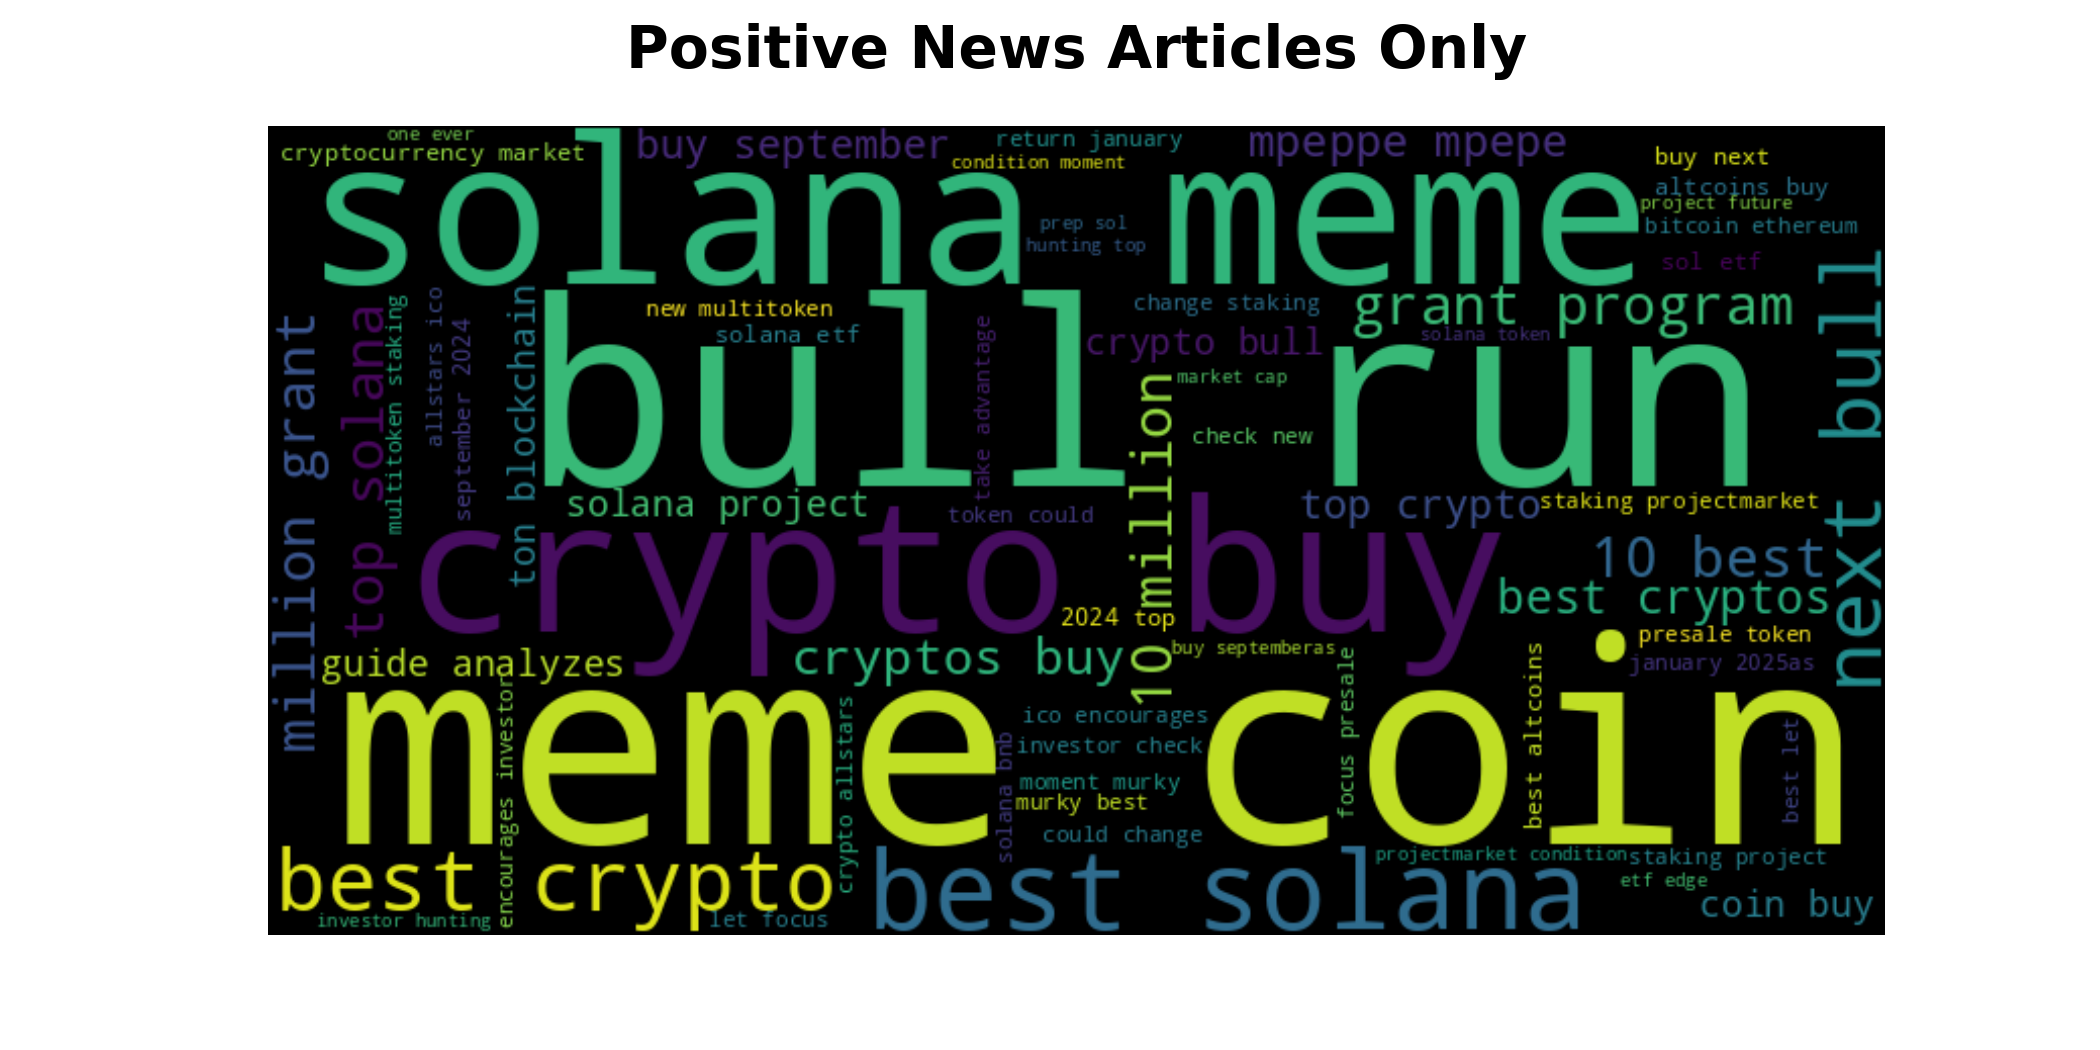 Positive News Articles Only
one ever
cryptocurrency market
buy september
return january
condition moment
mpeppe mpepe
buy next
altcoins buy
project future
bitcoin ethereum
solana meme
prep sol
hunting top
sol etf
million grant
top solana
multitoken staking
allstars ico
september 2024
ton blockchain
new multitoken
solana etf
bull run
take advantage
change staking
crypto bull
grant program
solana token
market cap
check new
next bull
10 million
solana project
token could
top crypto
staking projectmarket
crypto buy
10 best
best cryptos
2024 top
presale token
january 2025as
guide analyzes
cryptos buy
buy septemberas
meme coin
encourages investor
crypto allstars
solana bnb
ico encourages
investor check
moment murky
murky best
could change
focus presale
best altcoins
best let
best crypto
investor hunting
let focus
best solana
projectmarket condition
staking project
etf edge
coin buy